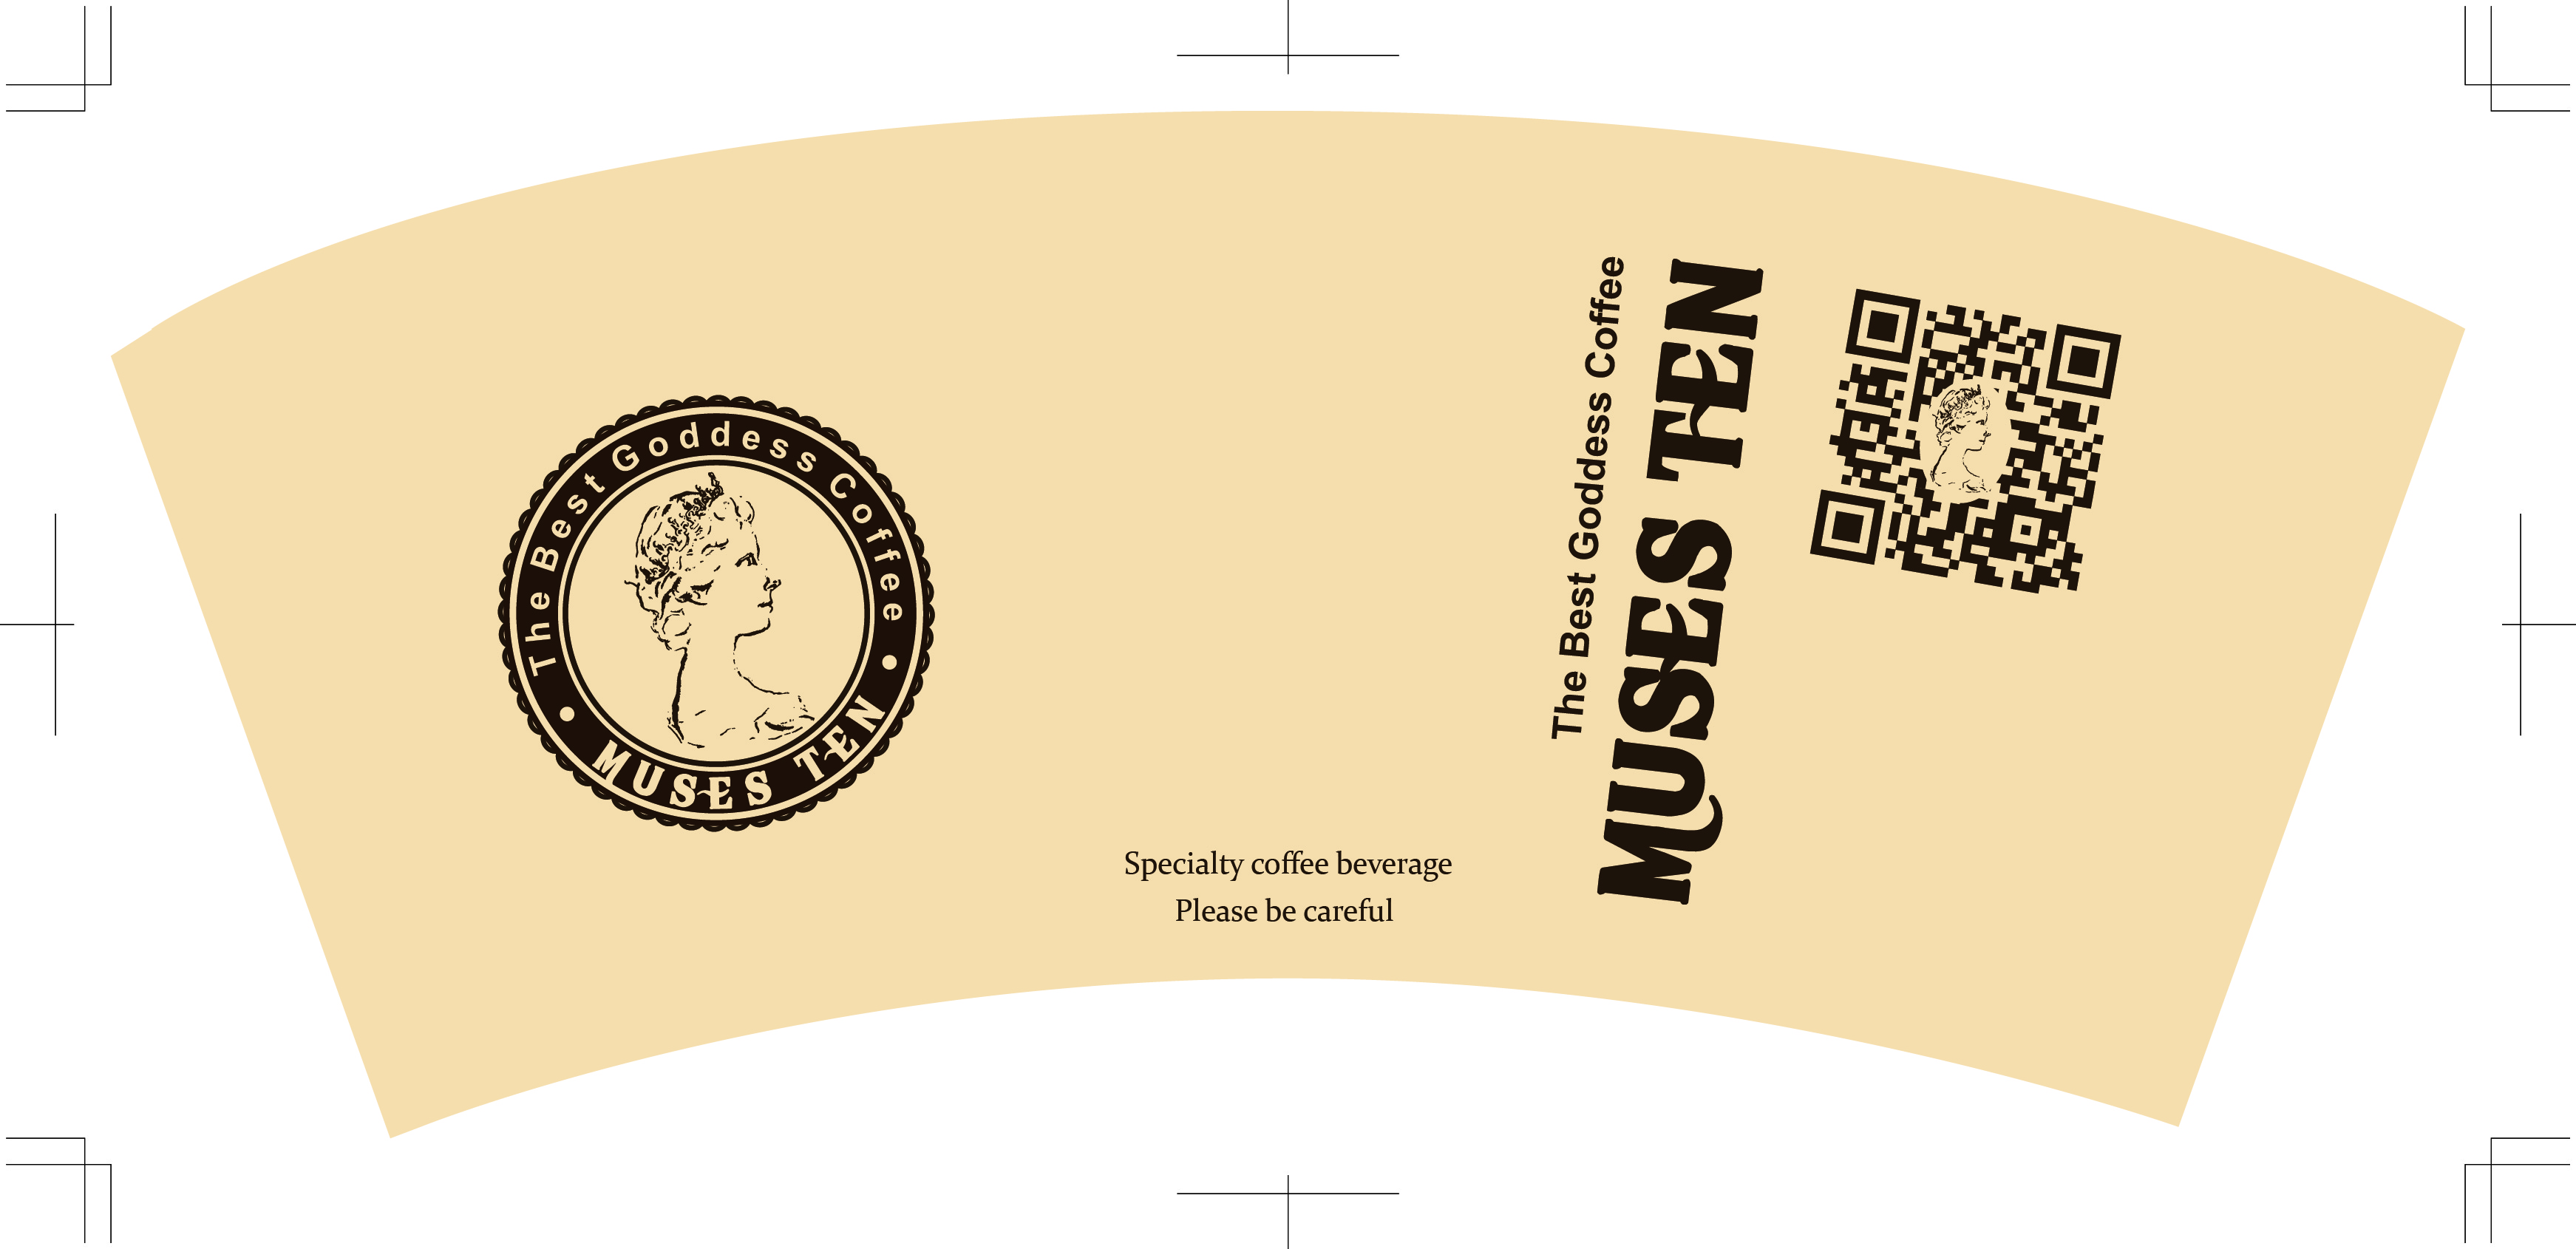 The Best Goddess Coffee
MUSES TEN
Specialty coffee beverage
Please be careful
The Best Goddess Coffee
MUSES TEN